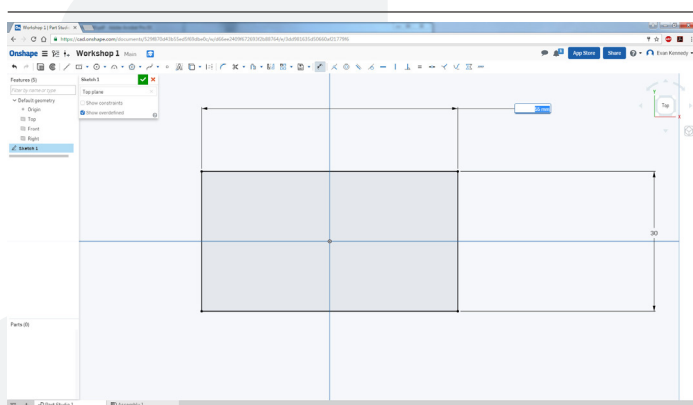 Workshop 1 | Part Studio
Onshape
Workshop 1 Main
App Store
Share
Evan Kennedy
Features (5)
Filter by name or type
Default geometry
Origin
Top
Front
Right
Sketch 1
Sketch 1
Top plane
Show constraints
Show overdefined
30
Top
Y
X
Parts (0)
Part Studio 1
Assembly 1